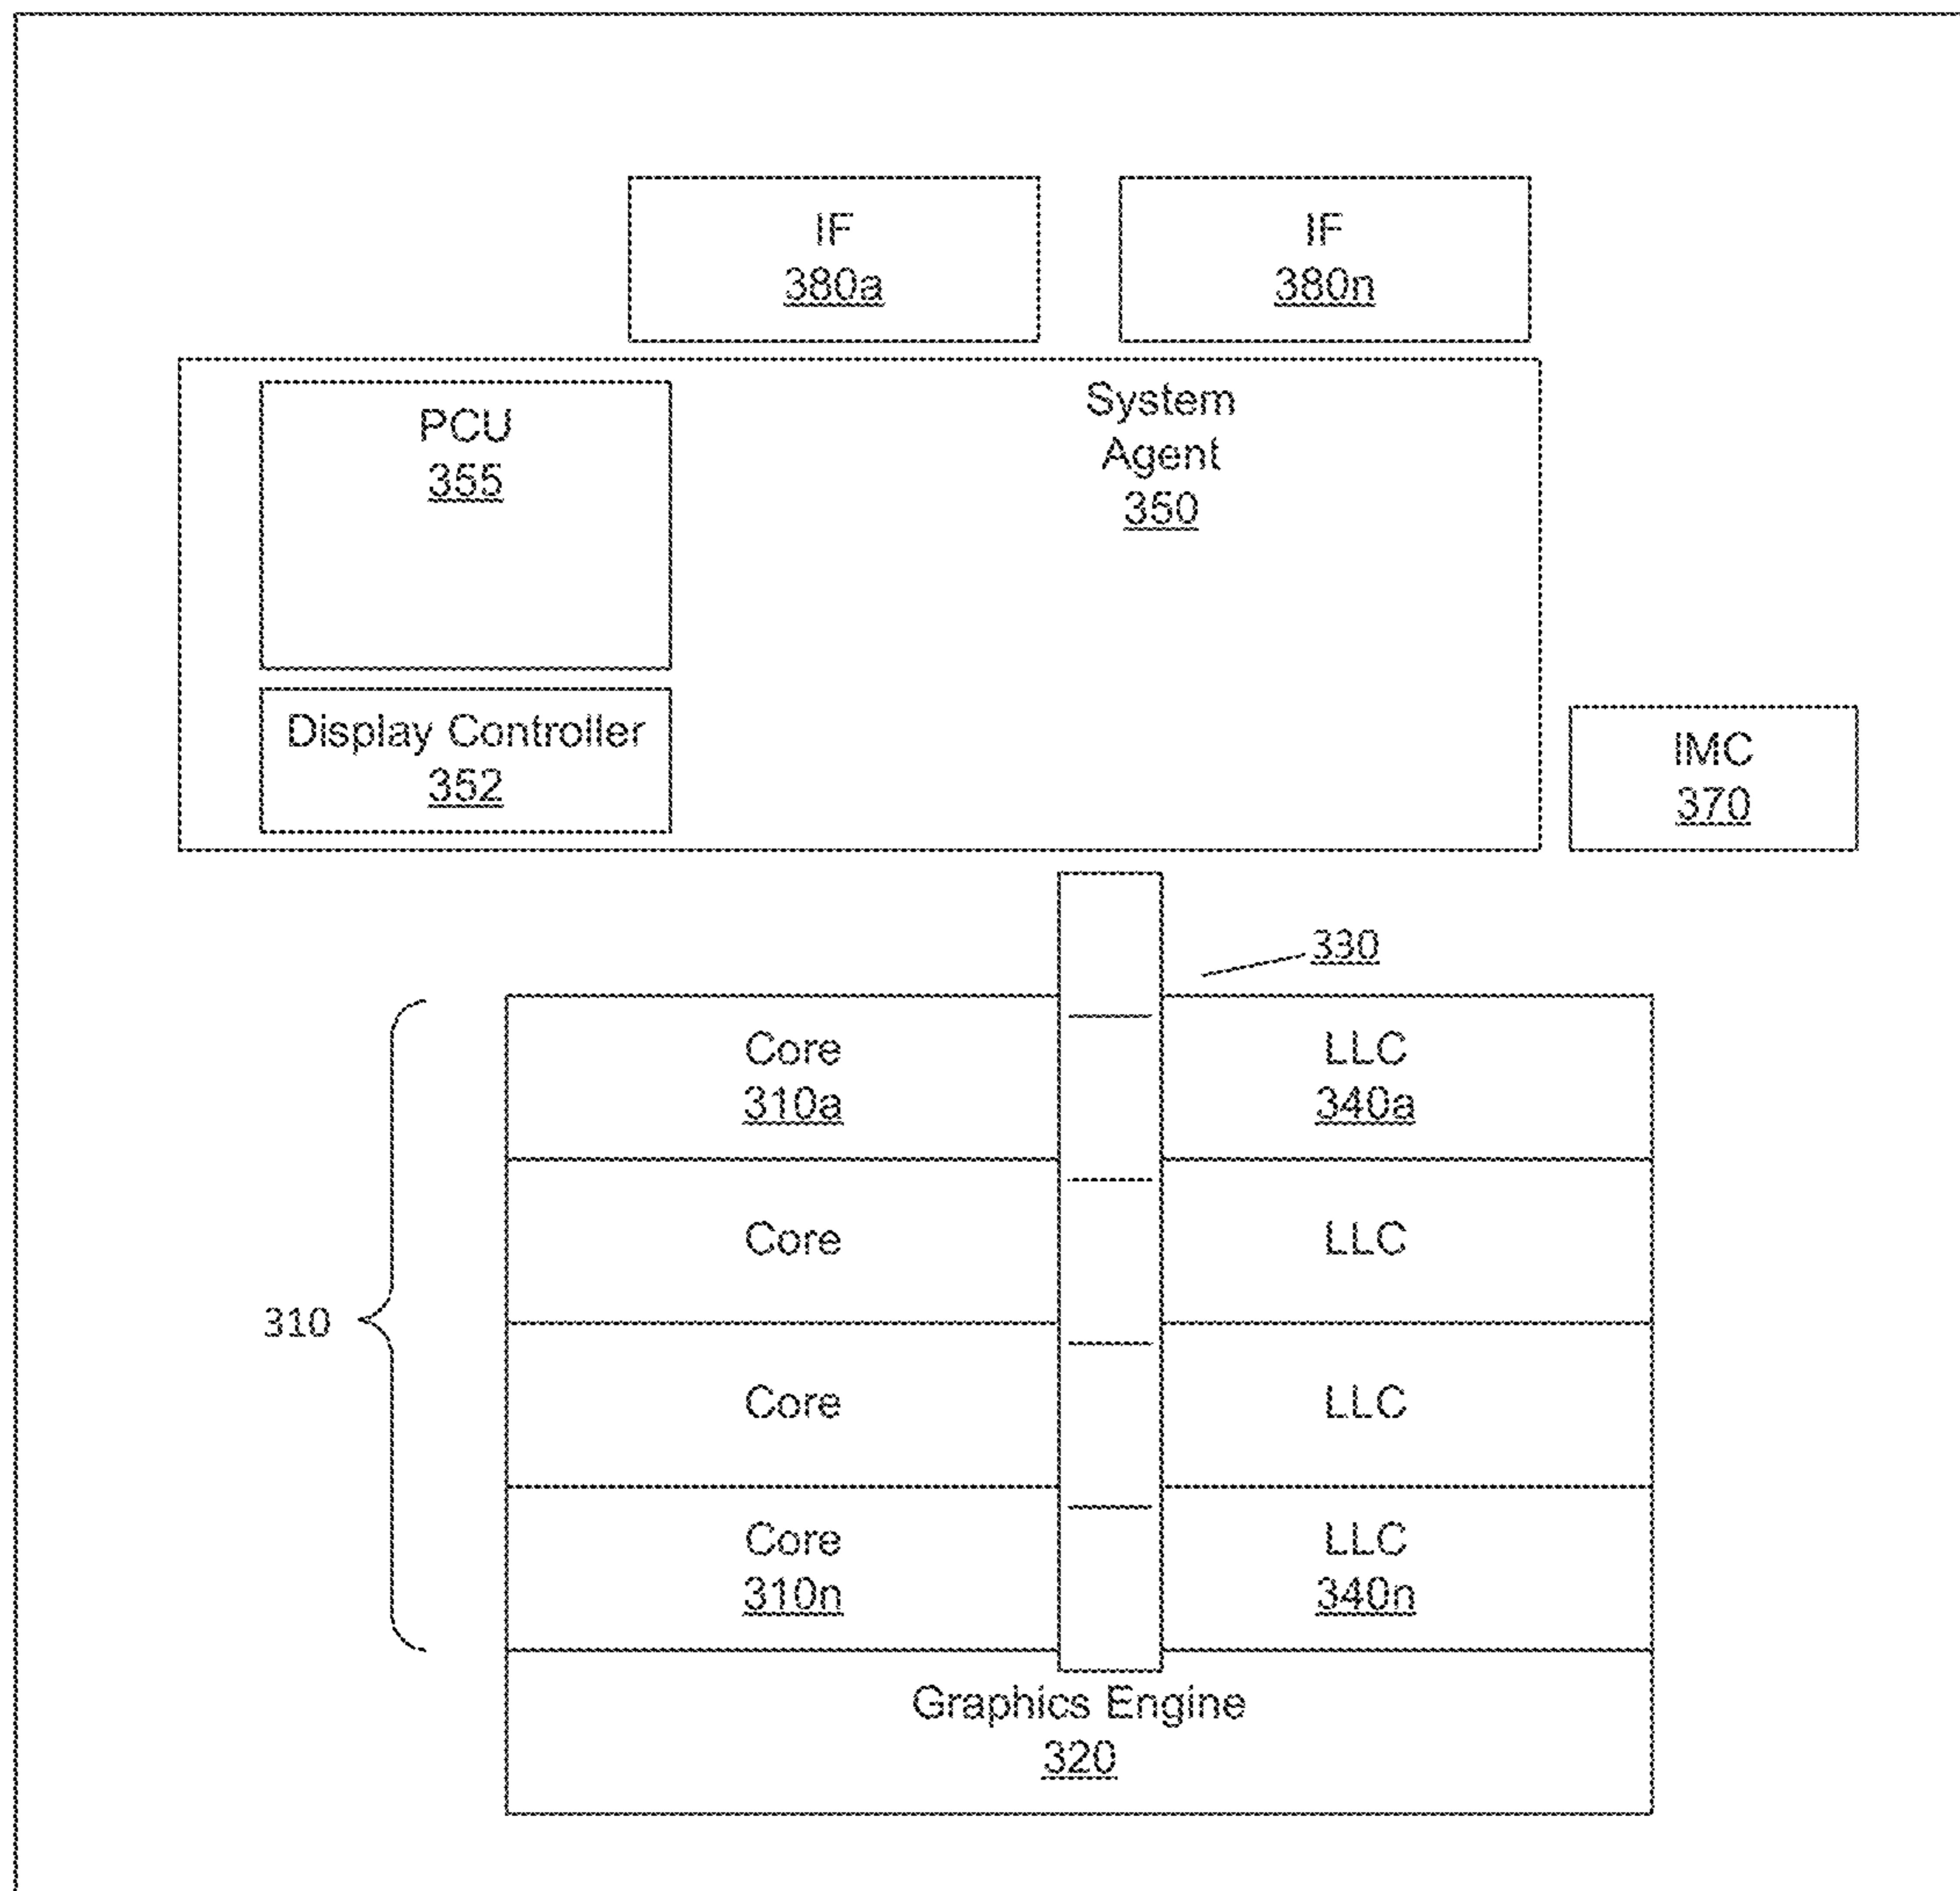 IF
380a
IF
380n
PCU
355
System
Agent
350
Display Controller
352
IMC
370
330
Core
310a
LLC
340a
Core
LLC
310
Core
LLC
Core
310n
LLC
340n
Graphics Engine
320